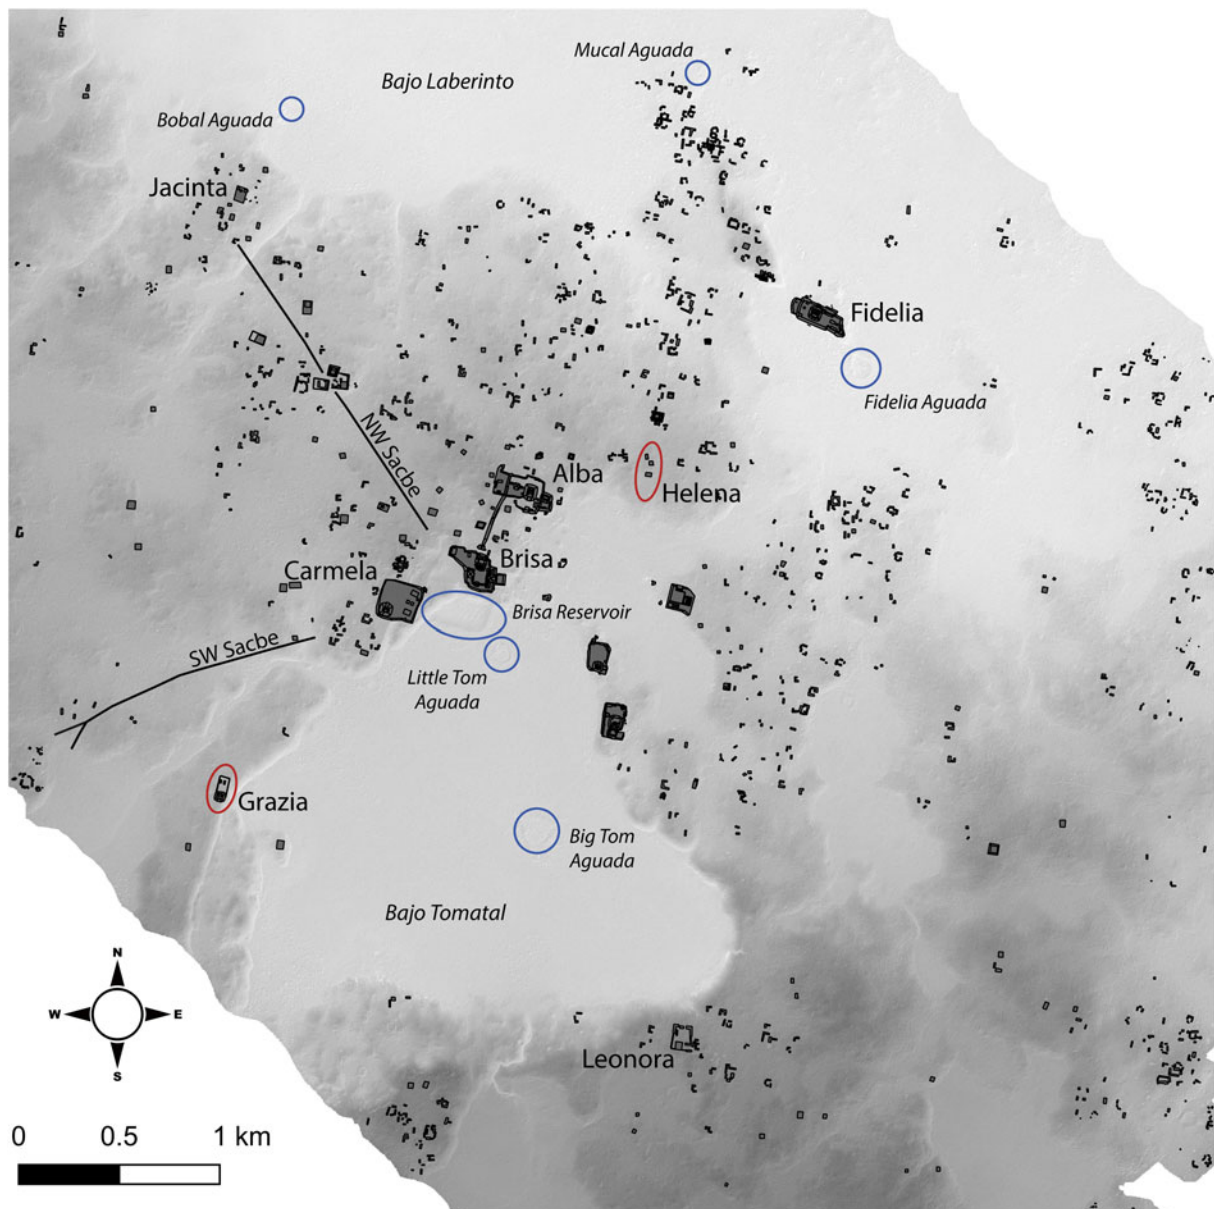 Mucal Aguada
Bajo Laberinto
Bobal Aguada
Jacinta
Fidelia
Fidelia Aguada
NW Sacbe
Alba
Helena
Brisa
Carmela
Brisa Reservoir
SW Sacbe
Little Tom
Aguada
Grazia
Big Tom
Aguada
Bajo Tomatal
N
W
E
S
Leonora
0 0.5 1 km